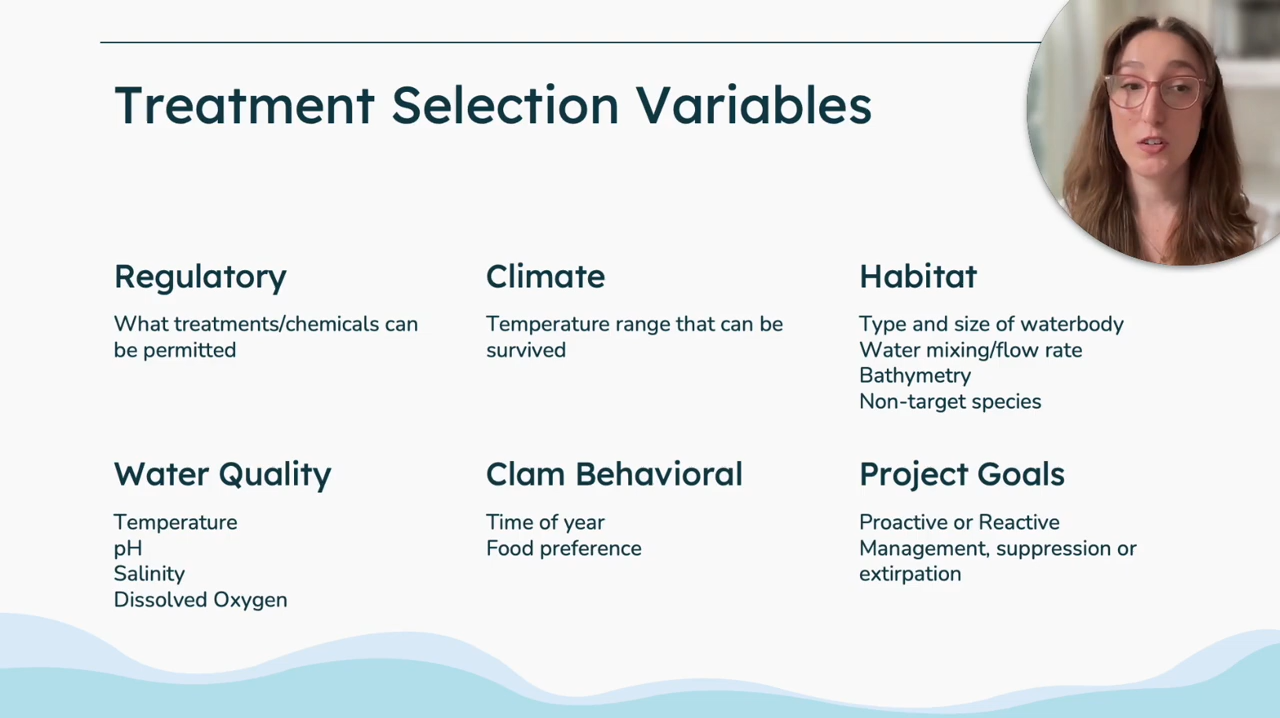 Treatment Selection Variables
Regulatory
What treatments/chemicals can
be permitted
Climate
Temperature range that can be
survived
Habitat
Type and size of waterbody
Water mixing/flow rate
Bathymetry
Non-target species
Water Quality
Temperature
pH
Salinity
Dissolved Oxygen
Clam Behavioral
Time of year
Food preference
Project Goals
Proactive or Reactive
Management, suppression or
extirpation